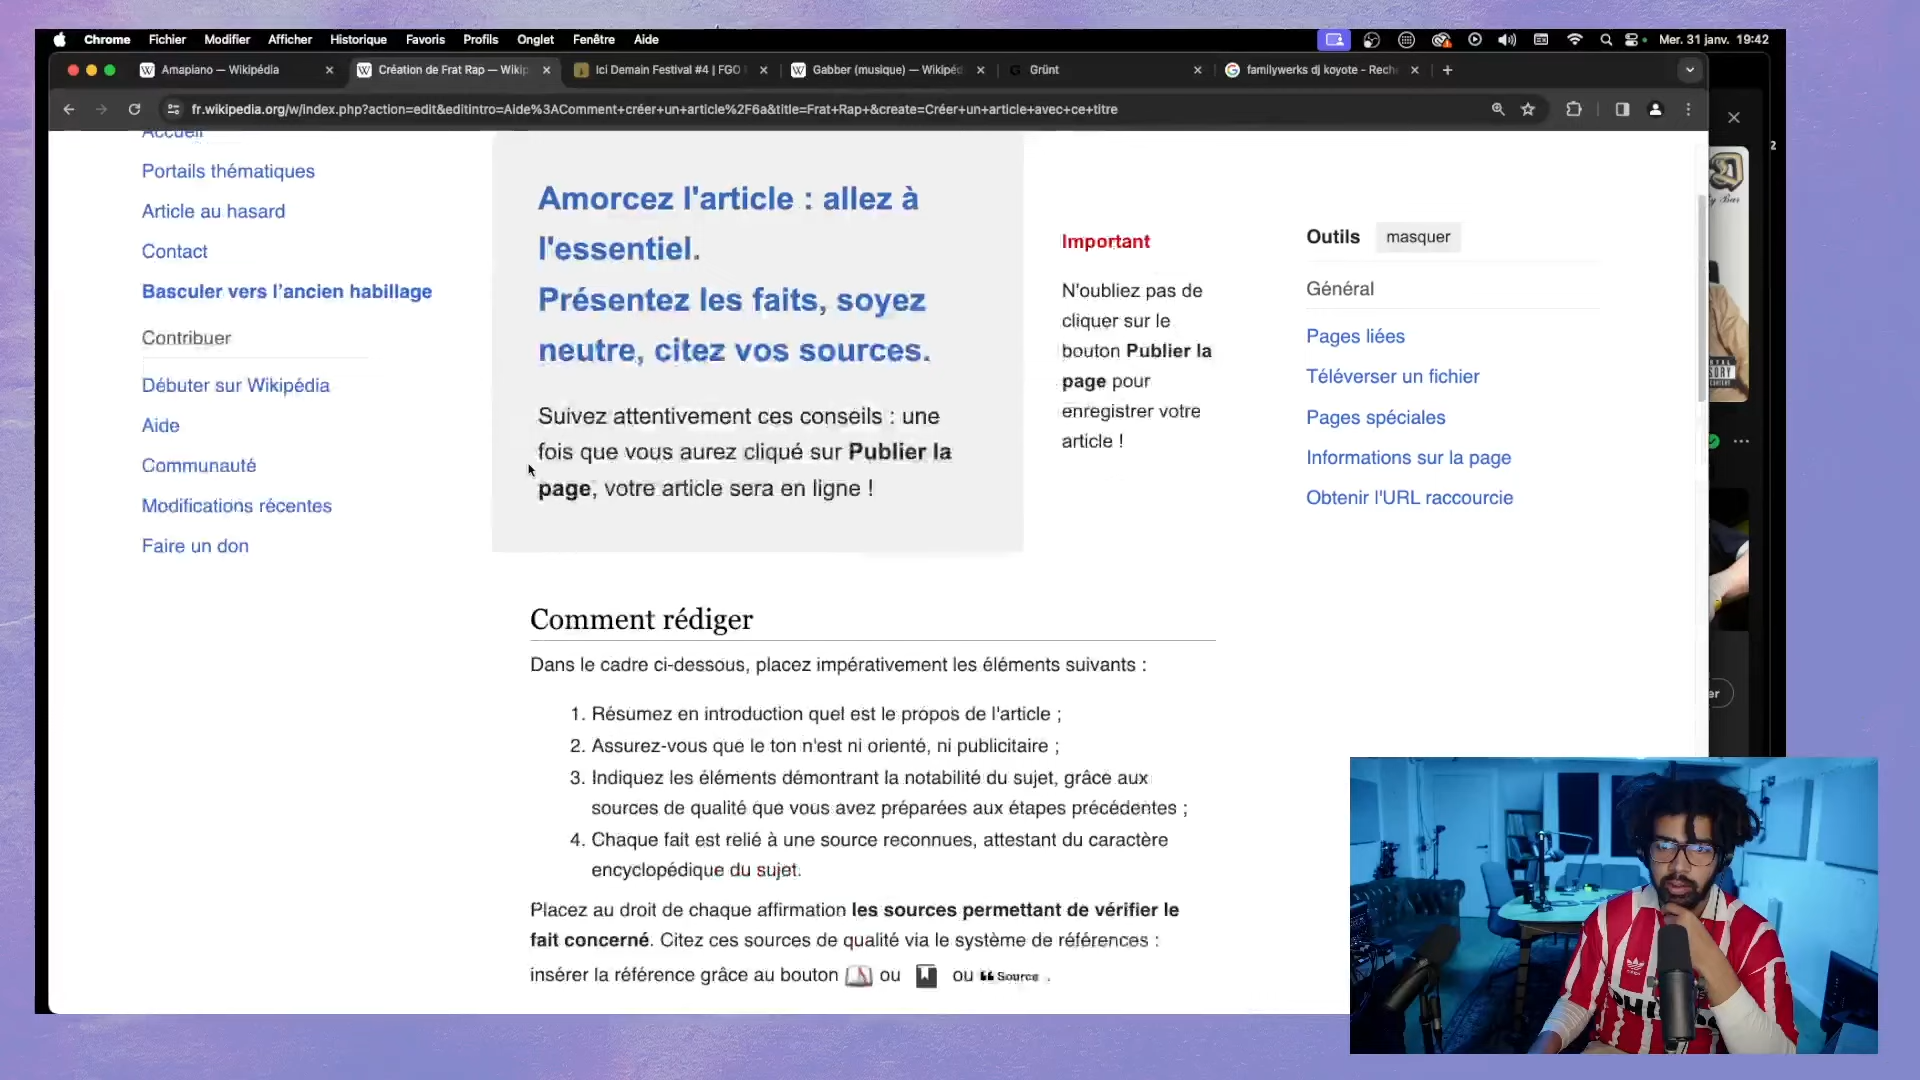 Chrome Fichier Modifier Afficher Historique Favoris Profils Onglet Fenêtre Aide Mer. 31 janv. 19:42
Amapiano — Wikipédia
Création de Frat Rap — Wikip
Ici Demain Festival #4 | FGO
Gabber (musique) — Wikipéd
Grünt
familywerks dj koyote - Rech
fr.wikipedia.org/w/index.php?action=edit&editintro=Aide%3AComment+créer+un+article%2F6a&title=Frat+Rap+&create=Créer+un+article+avec+ce+titre
Accueil
Portails thématiques
Article au hasard
Contact
Basculer vers l’ancien habillage
Contribuer
Débuter sur Wikipédia
Aide
Communauté
Modifications récentes
Faire un don
Amorcez l'article : allez à
l'essentiel.
Présentez les faits, soyez
neutre, citez vos sources.
Suivez attentivement ces conseils : une
fois que vous aurez cliqué sur Publier la
page, votre article sera en ligne !
Important
N'oubliez pas de
cliquer sur le
bouton Publier la
page pour
enregistrer votre
article !
Outils masquer
Général
Pages liées
Téléverser un fichier
Pages spéciales
Informations sur la page
Obtenir l'URL raccourcie
Comment rédiger
Dans le cadre ci-dessous, placez impérativement les éléments suivants :
1. Résumez en introduction quel est le propos de l'article ;
2. Assurez-vous que le ton n'est ni orienté, ni publicitaire ;
3. Indiquez les éléments démontrant la notabilité du sujet, grâce aux
sources de qualité que vous avez préparées aux étapes précédentes ;
4. Chaque fait est relié à une source reconnues, attestant du caractère
encyclopédique du sujet.
Placez au droit de chaque affirmation les sources permettant de vérifier le
fait concerné. Citez ces sources de qualité via le système de références :
insérer la référence grâce au bouton ou ou Source .